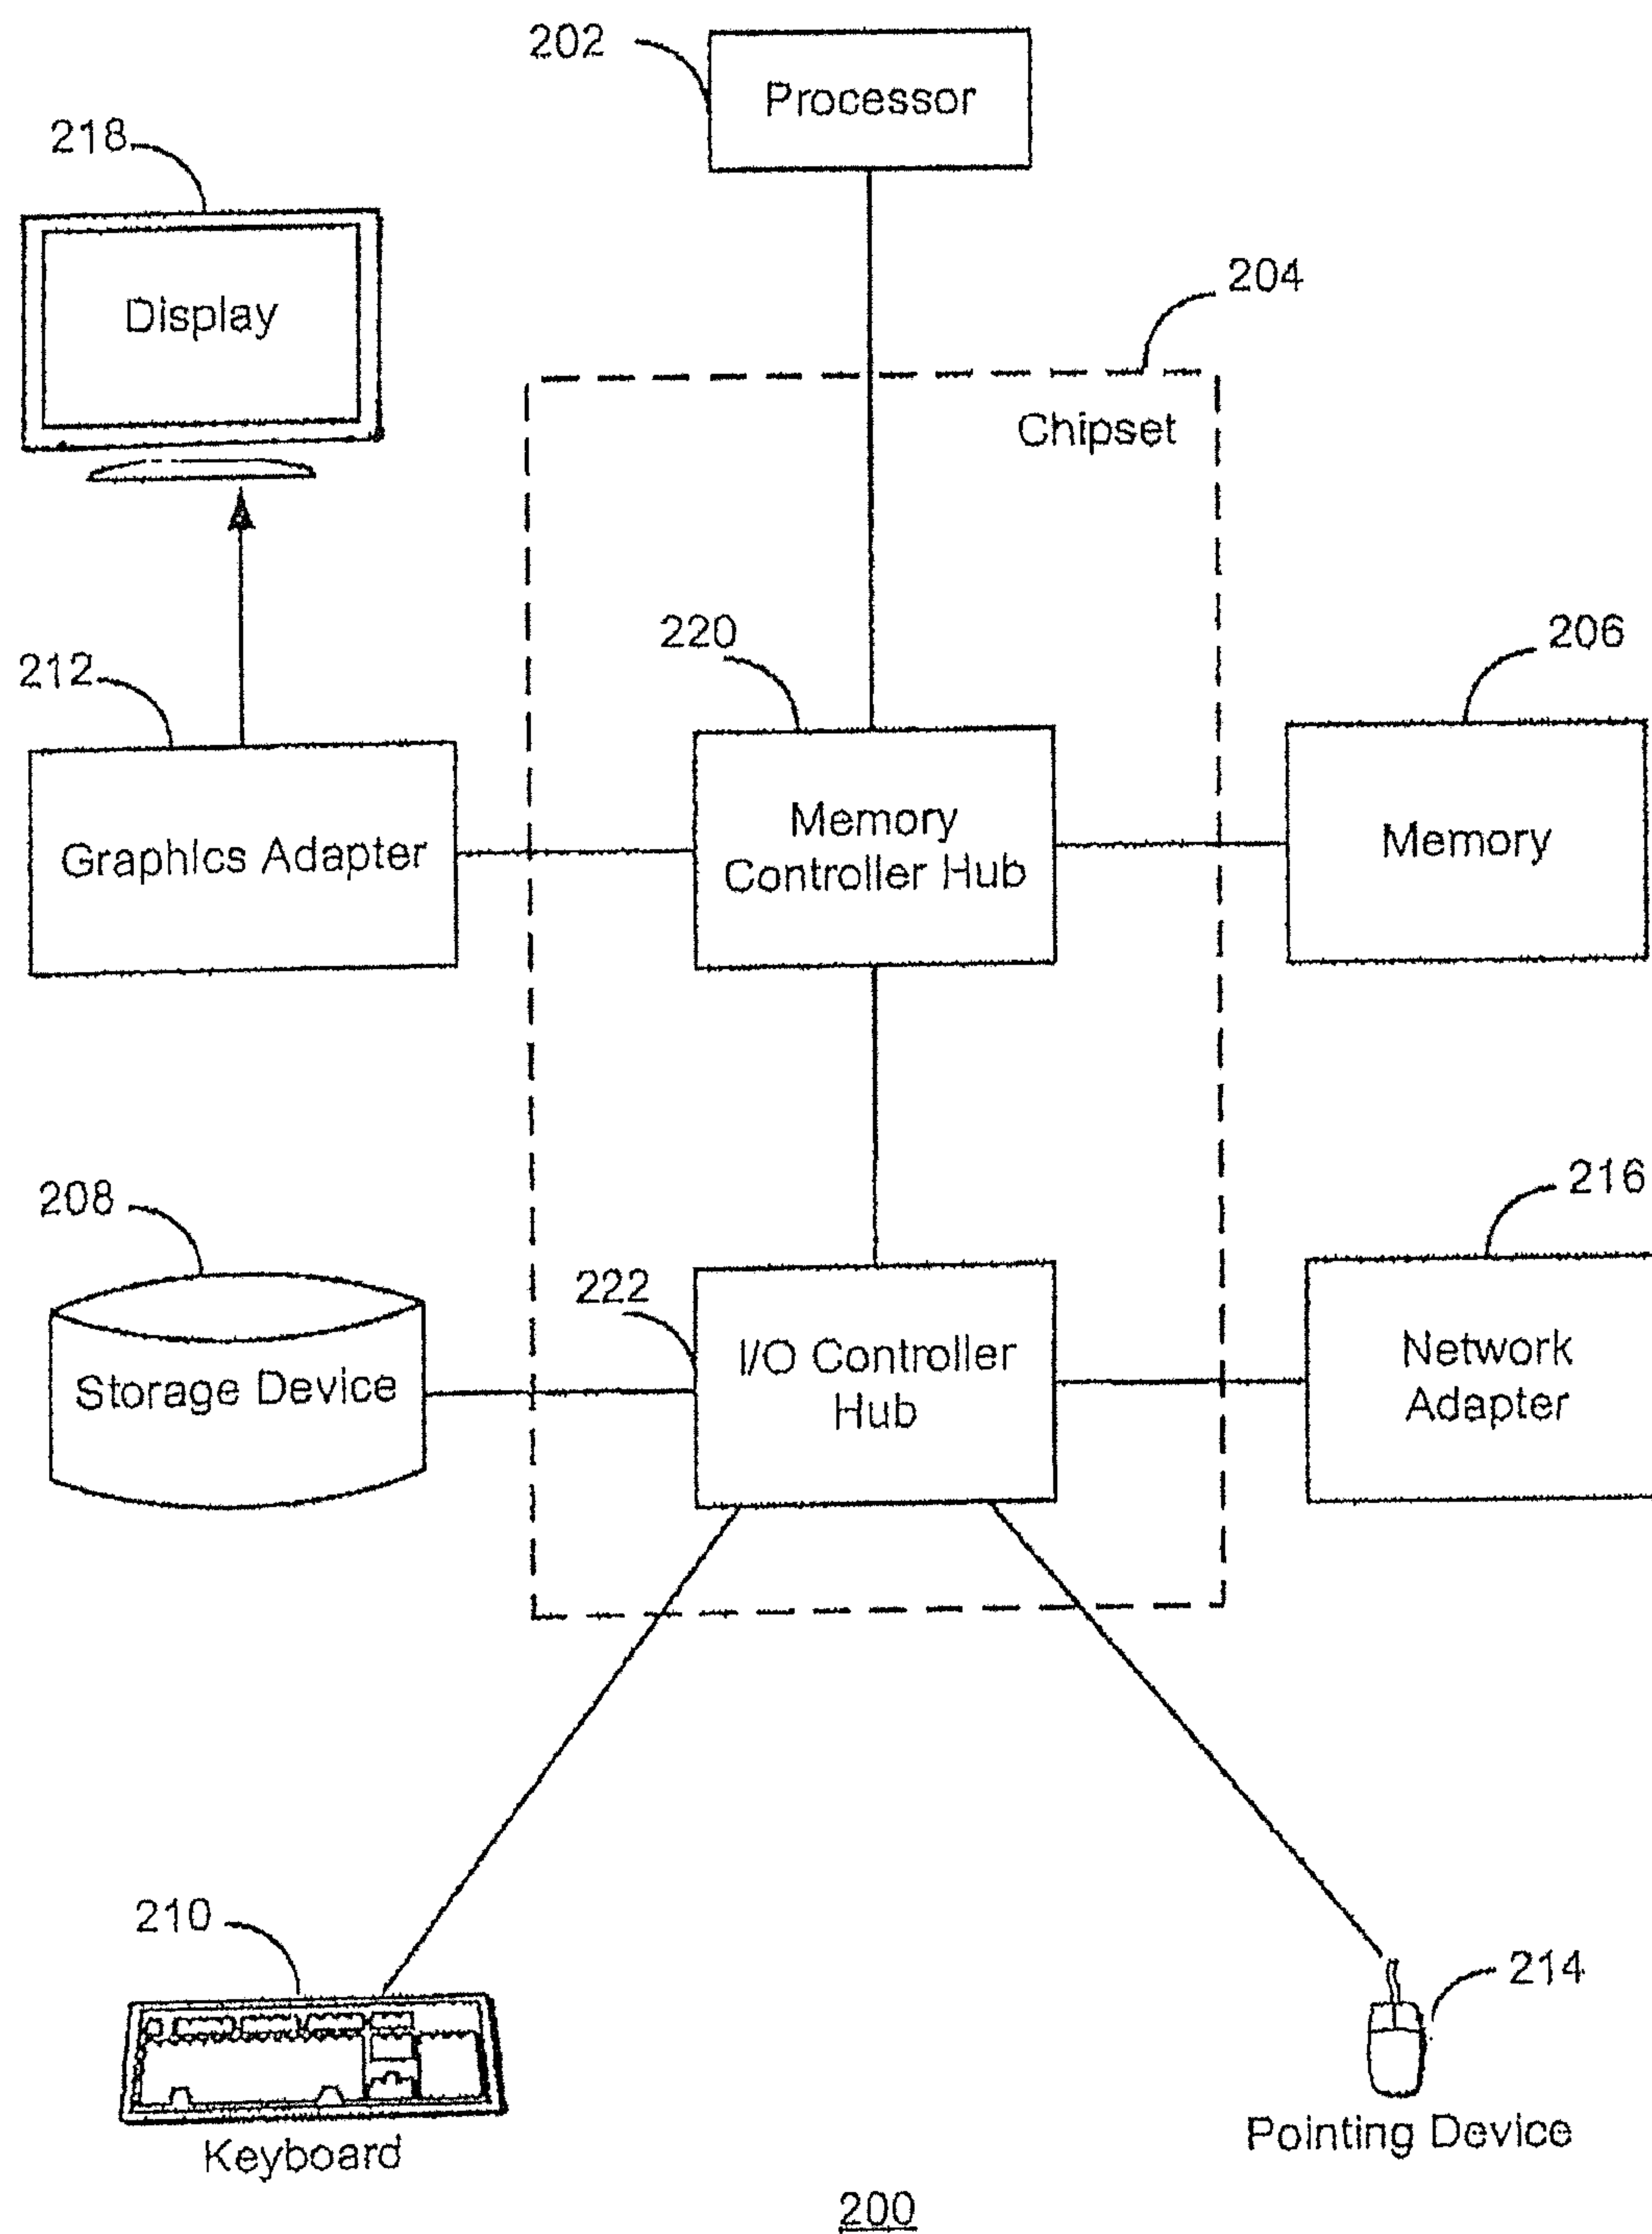 202
Processor
218
Display
204
Chipset
220
206
212
Memory
Controller Hub
Memory
Graphics Adapter
208
216
222
I/O Controller
Hub
Network
Adapter
Storage Device
210
214
Keyboard
Pointing Device
200